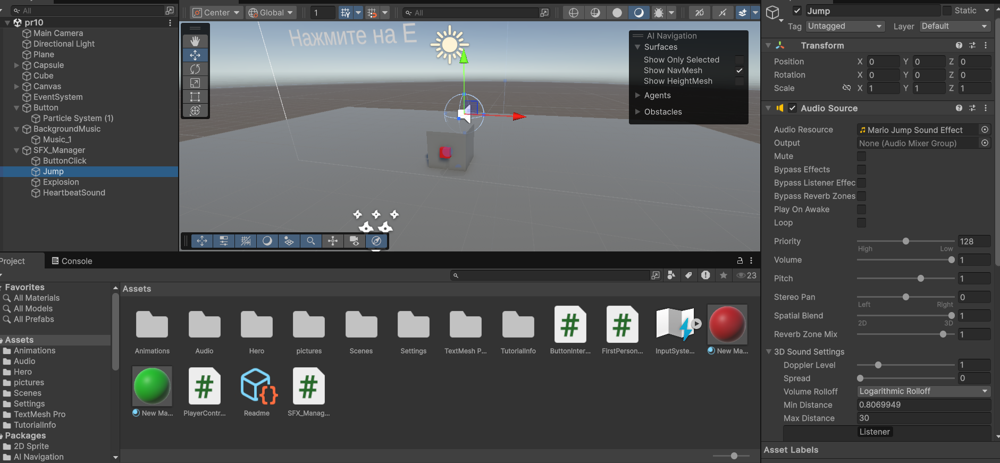 All
pr10
Main Camera
Directional Light
Plane
Capsule
Cube
Canvas
EventSystem
Button
Particle System (1)
BackgroundMusic
Music_1
SFX_Manager
ButtonClick
Jump
Explosion
HeartbeatSound
Center
Global
1
All
2D
Нажмите на E
AI Navigation
Surfaces
Show Only Selected
Show NavMesh
Show HeightMesh
Agents
Obstacles
Jump
Static
Tag
Untagged
Layer
Default
Transform
Position X 0 Y 0 Z 0
Rotation X 0 Y 0 Z 0
Scale X 1 Y 1 Z 1
Audio Source
Audio Resource
Mario Jump Sound Effect
Output
None (Audio Mixer Group)
Mute
Bypass Effects
Bypass Listener Effec
Bypass Reverb Zones
Play On Awake
Loop
Priority
128
High
Low
Volume
1
Pitch
1
Stereo Pan
0
Left
Right
Spatial Blend
1
2D
3D
Reverb Zone Mix
1
3D Sound Settings
Doppler Level
1
Spread
0
Volume Rolloff
Logarithmic Rolloff
Min Distance
0.8069949
Max Distance
30
Listener
Asset Labels
Project
Console
23
Favorites
All Materials
All Models
All Prefabs
Assets
Animations
Audio
Hero
pictures
Scenes
Settings
TextMesh Pro
TutorialInfo
Packages
2D Sprite
AI Navigation
Assets
Animations
Audio
Hero
pictures
Scenes
Settings
TextMesh P...
TutorialInfo
ButtonInter...
FirstPerson...
InputSyste...
New Ma...
New Ma...
PlayerContr...
Readme
SFX_Manag...